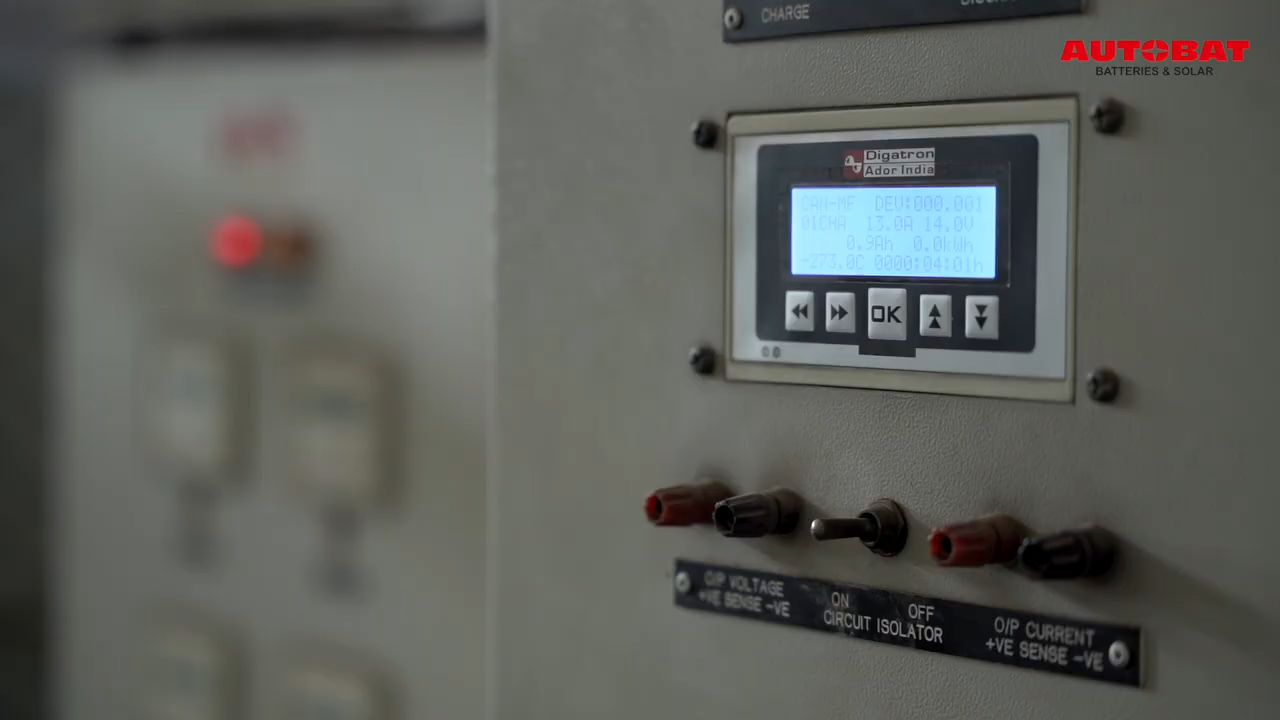 CHARGE
AUTOBAT
BATTERIES & SOLAR
Digatron
Ador India
CAN-MF DEV:000.001
01CHA 13.0A 14.0V
0.9Ah 0.0kWh
-273.0C 0000:04:01h
OK
O/P VOLTAGE
+VE SENSE -VE
ON OFF
CIRCUIT ISOLATOR
O/P CURRENT
+VE SENSE -VE